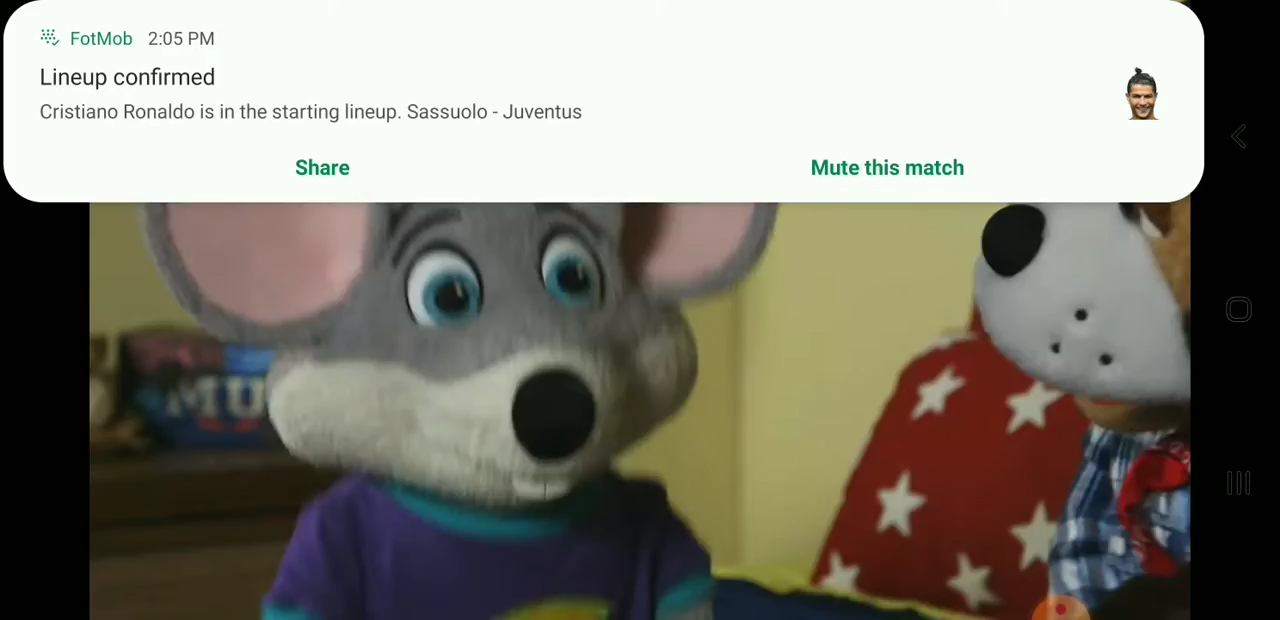 FotMob 2:05 PM
Lineup confirmed
Cristiano Ronaldo is in the starting lineup. Sassuolo - Juventus
Share Mute this match
MU